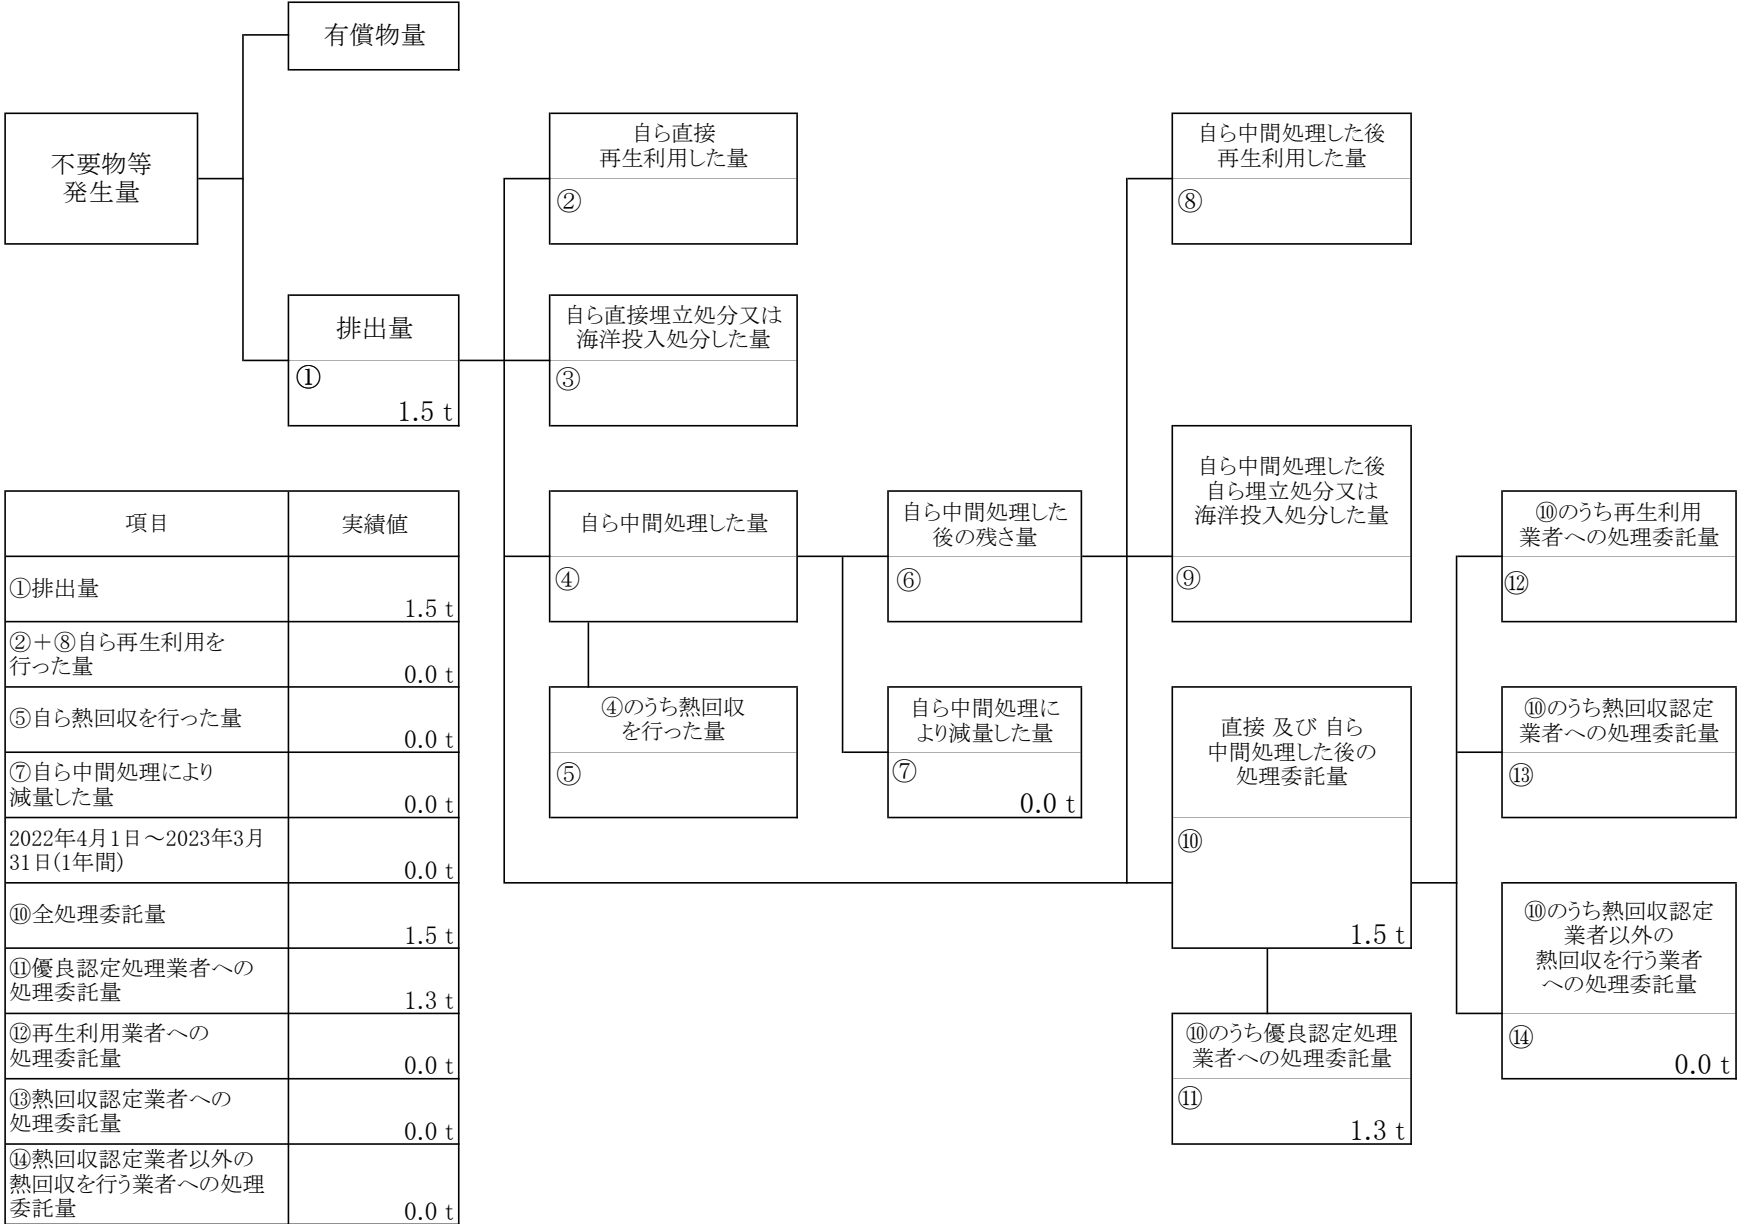 有償物量
不要物等
発生量
自ら直接
再生利用した量
②
自ら中間処理した後
再生利用した量
⑧
排出量
①
1.5 t
自ら直接埋立処分又は
海洋投入処分した量
③
自ら中間処理した量
④
自ら中間処理した
後の残さ量
⑥
自ら中間処理した後
自ら埋立処分又は
海洋投入処分した量
⑨
⑩のうち再生利用
業者への処理委託量
⑫
④のうち熱回収
を行った量
⑤
自ら中間処理に
より減量した量
⑦
0.0 t
直接 及び 自ら
中間処理した後の
処理委託量
⑩
1.5 t
⑩のうち熱回収認定
業者への処理委託量
⑬
⑩のうち熱回収認定
業者以外の
熱回収を行う業者
への処理委託量
⑭
0.0 t
⑩のうち優良認定処理
業者への処理委託量
⑪
1.3 t
項目 実績値
①排出量
1.5 t
②＋⑧自ら再生利用を
行った量
0.0 t
⑤自ら熱回収を行った量
0.0 t
⑦自ら中間処理により
減量した量
0.0 t
2022年4月1日～2023年3月
31日(1年間)
0.0 t
⑩全処理委託量
1.5 t
⑪優良認定処理業者への
処理委託量
1.3 t
⑫再生利用業者への
処理委託量
0.0 t
⑬熱回収認定業者への
処理委託量
0.0 t
⑭熱回収認定業者以外の
熱回収を行う業者への処理
委託量
0.0 t